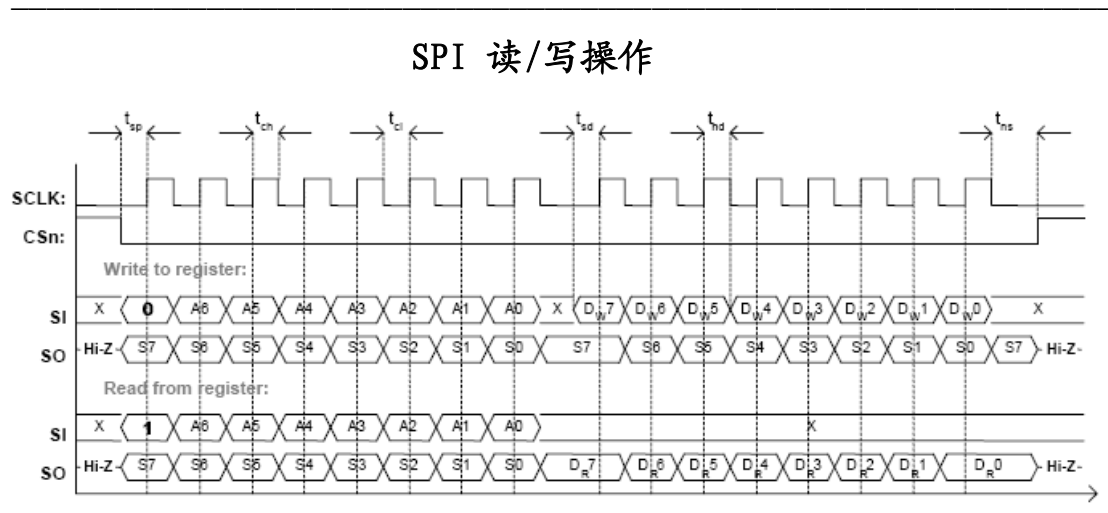 SPI 读/写操作
tsp tch tcl tsd thd tns
SCLK:
CSn:
Write to register:
SI X 0 A6 A5 A4 A3 A2 A1 A0 X DW7 DW6 DW5 DW4 DW3 DW2 DW1 DW0 X
SO Hi-Z S7 S6 S5 S4 S3 S2 S1 S0 S7 S6 S5 S4 S3 S2 S1 S0 S7 Hi-Z
Read from register:
SI X 1 A6 A5 A4 A3 A2 A1 A0 X
SO Hi-Z S7 S6 S5 S4 S3 S2 S1 S0 DR7 DR6 DR5 DR4 DR3 DR2 DR1 DR0 Hi-Z